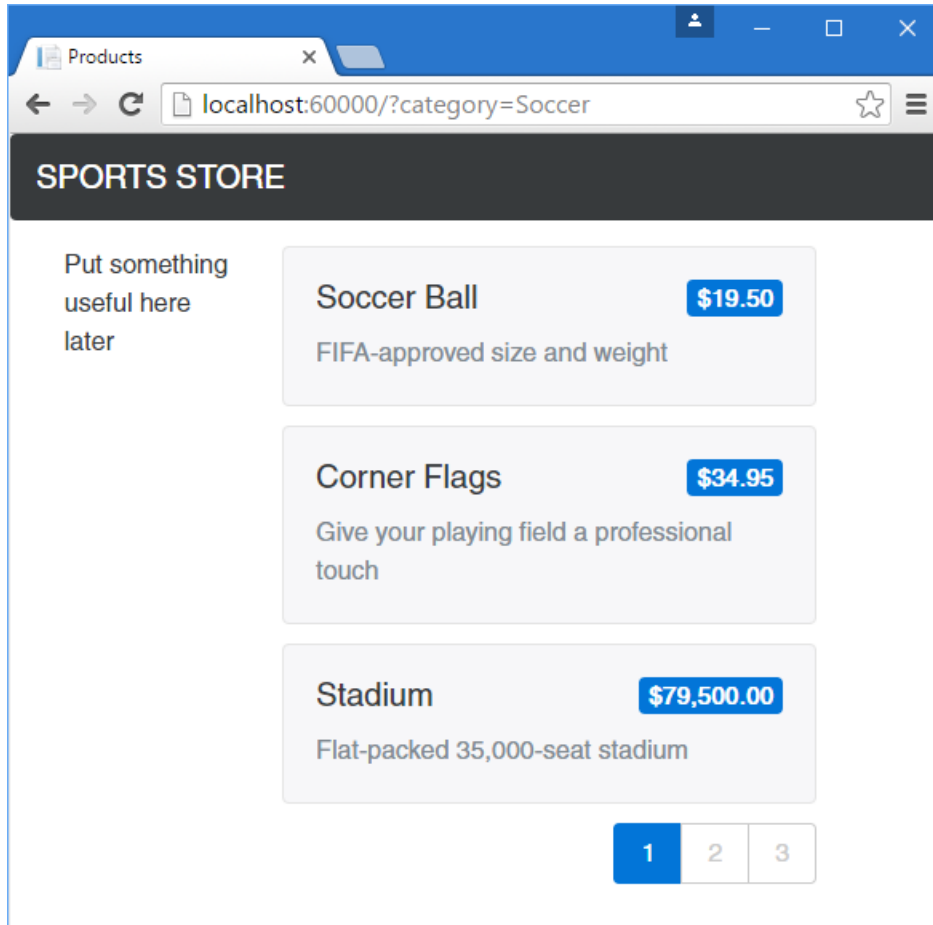 Products
localhost:60000/?category=Soccer
SPORTS STORE
Put something
useful here
later
Soccer Ball
$19.50
FIFA-approved size and weight
Corner Flags
$34.95
Give your playing field a professional
touch
Stadium
$79,500.00
Flat-packed 35,000-seat stadium
1 2 3